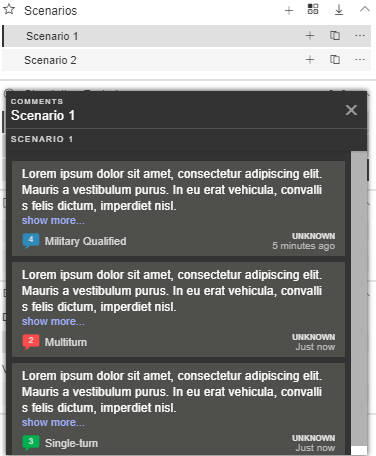 Scenarios
Scenario 1
Scenario 2
COMMENTS
Scenario 1
SCENARIO 1
Lorem ipsum dolor sit amet, consectetur adipiscing elit.
Mauris a vestibulum purus. In eu erat vehicula, convalli
s felis dictum, imperdiet nisl.
show more...
4 Military Qualified
UNKNOWN
5 minutes ago
Lorem ipsum dolor sit amet, consectetur adipiscing elit.
Mauris a vestibulum purus. In eu erat vehicula, convalli
s felis dictum, imperdiet nisl.
show more...
2 Multiturn
UNKNOWN
Just now
Lorem ipsum dolor sit amet, consectetur adipiscing elit.
Mauris a vestibulum purus. In eu erat vehicula, convalli
s felis dictum, imperdiet nisl.
show more...
3 Single-turn
UNKNOWN
Just now